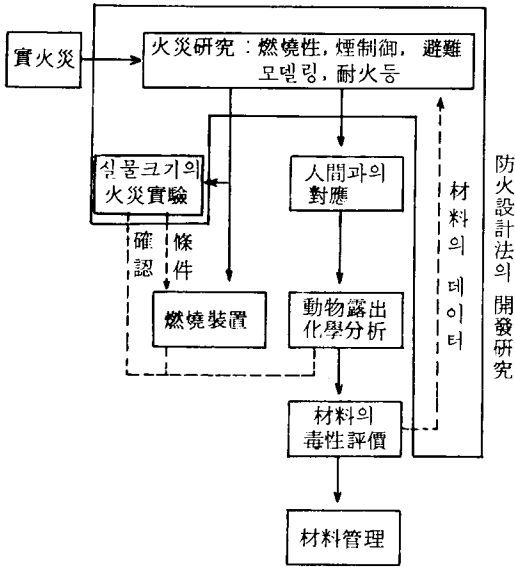 實火災
火災研究 : 燃燒性, 煙制御, 避難
모델링, 耐火等
실물크기의
火災實驗
人間과의
對應
確認
條件
燃燒裝置
動物露出
化學分析
材料의
毒性評價
材料管理
材料의 데이터
防火設計法의 開發研究